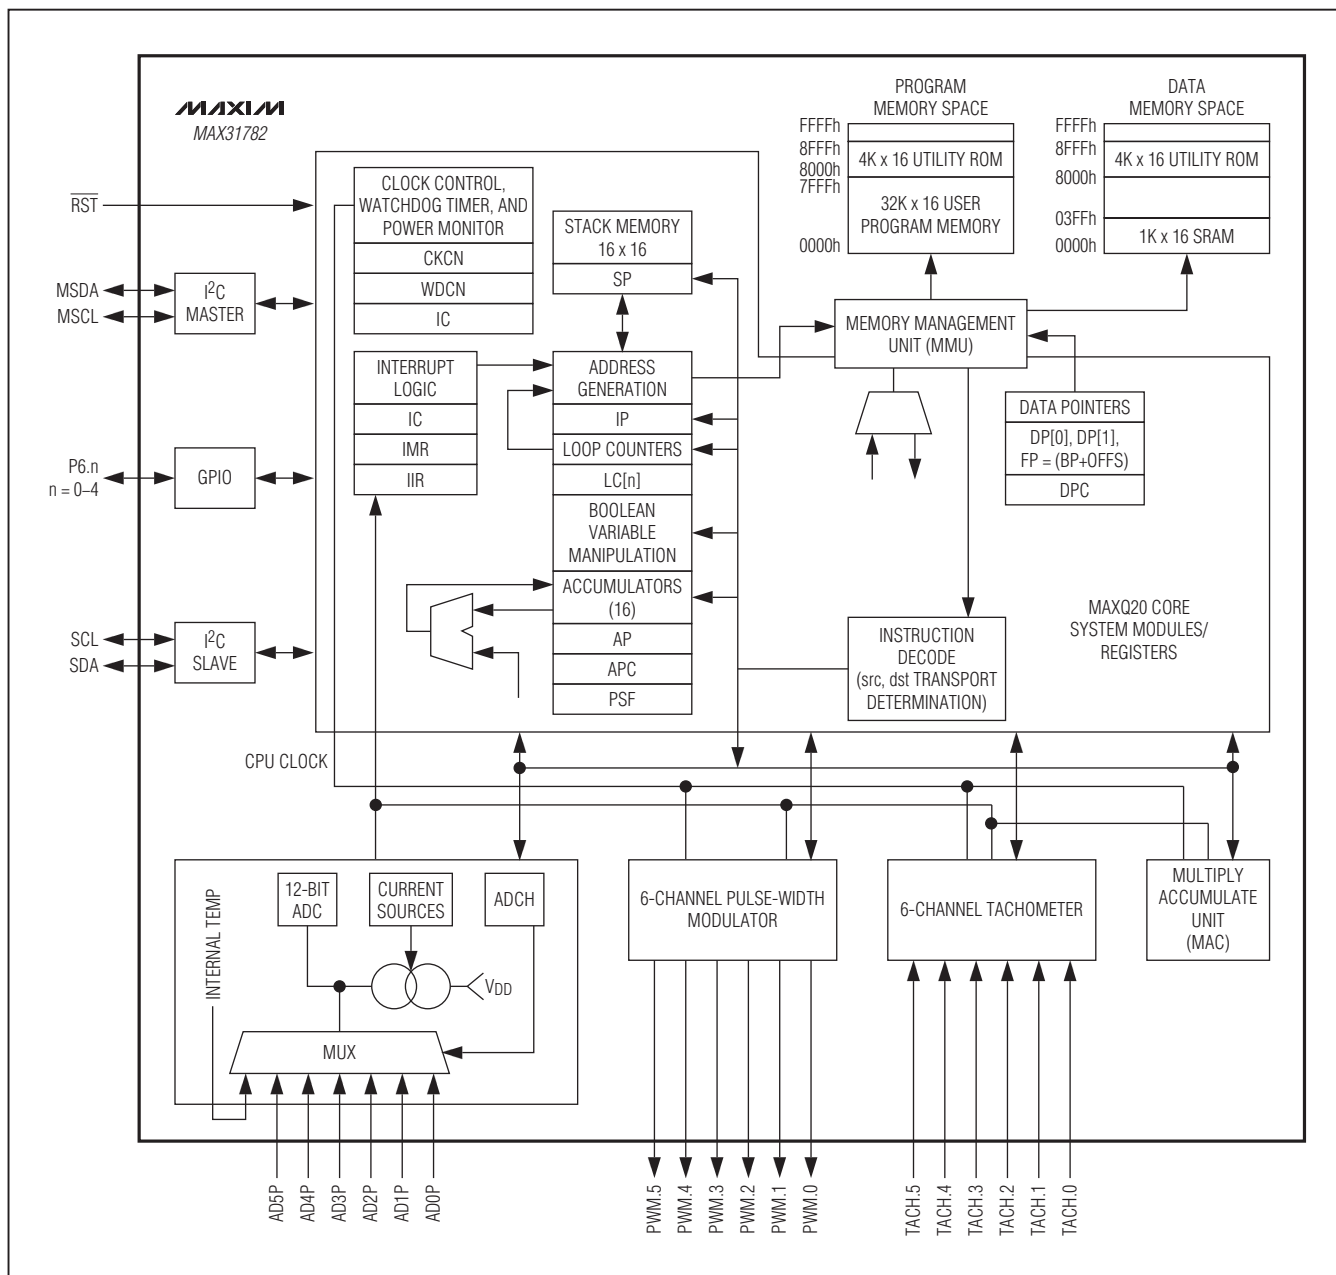 MAXIM
MAX31782
PROGRAM
MEMORY SPACE
FFFFh
8FFFh
8000h
7FFFh
0000h
4K x 16 UTILITY ROM
32K x 16 USER
PROGRAM MEMORY
DATA
MEMORY SPACE
FFFFh
8FFFh
8000h
03FFh
0000h
4K x 16 UTILITY ROM
1K x 16 SRAM
RST
MSDA
MSCL
I2C
MASTER
P6.n
n = 0–4
GPIO
SCL
SDA
I2C
SLAVE
CLOCK CONTROL,
WATCHDOG TIMER, AND
POWER MONITOR
CKCN
WDCN
IC
INTERRUPT
LOGIC
IC
IMR
IIR
STACK MEMORY
16 x 16
SP
ADDRESS
GENERATION
IP
LOOP COUNTERS
LC[n]
BOOLEAN
VARIABLE
MANIPULATION
ACCUMULATORS
(16)
AP
APC
PSF
MEMORY MANAGEMENT
UNIT (MMU)
DATA POINTERS
DP[0], DP[1],
FP = (BP+OFFS)
DPC
INSTRUCTION
DECODE
(src, dst TRANSPORT
DETERMINATION)
MAXQ20 CORE
SYSTEM MODULES/
REGISTERS
CPU CLOCK
INTERNAL TEMP
12-BIT
ADC
CURRENT
SOURCES
ADCH
VDD
MUX
6-CHANNEL PULSE-WIDTH
MODULATOR
6-CHANNEL TACHOMETER
MULTIPLY
ACCUMULATE
UNIT
(MAC)
AD5P
AD4P
AD3P
AD2P
AD1P
AD0P
PWM.5
PWM.4
PWM.3
PWM.2
PWM.1
PWM.0
TACH.5
TACH.4
TACH.3
TACH.2
TACH.1
TACH.0